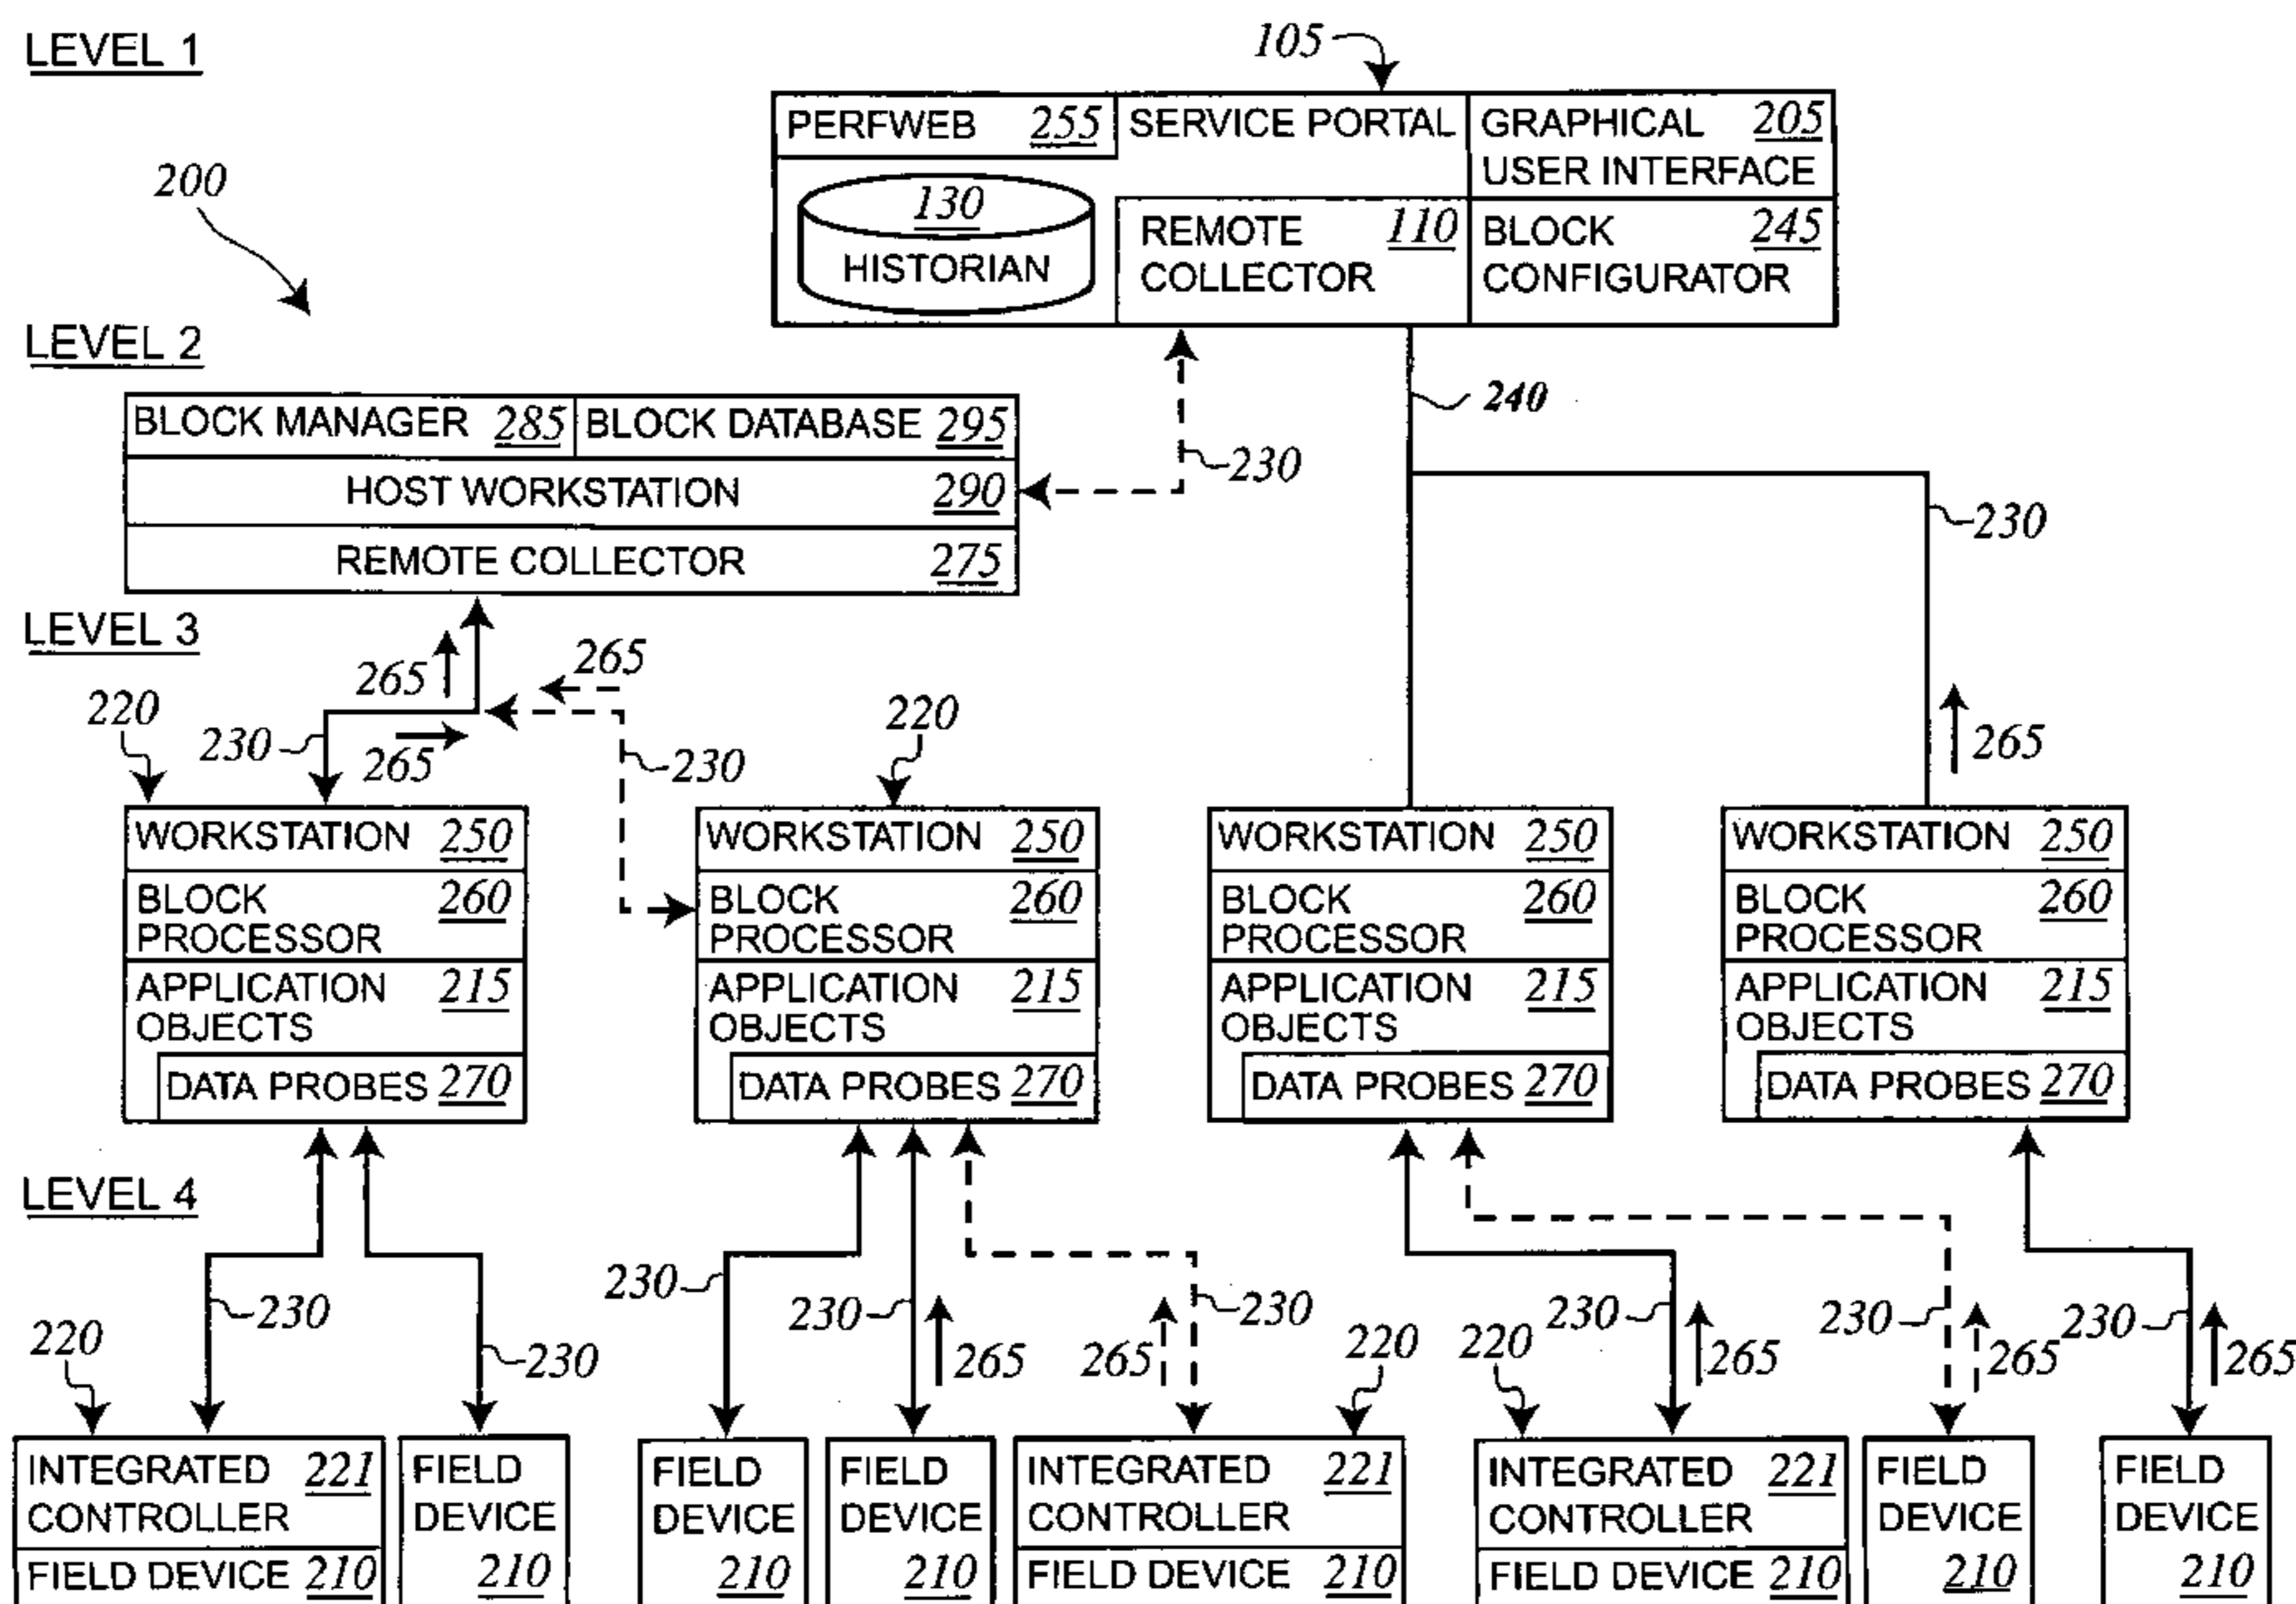 LEVEL 1
105
PERFWEB 255
SERVICE PORTAL
GRAPHICAL 205
USER INTERFACE
200
130
HISTORIAN
REMOTE 110
COLLECTOR
BLOCK 245
CONFIGURATOR
LEVEL 2
240
BLOCK MANAGER 285
BLOCK DATABASE 295
230
HOST WORKSTATION 290
230
REMOTE COLLECTOR 275
LEVEL 3
265
265
220
230
265
230
220
265
WORKSTATION 250
BLOCK 260
PROCESSOR
APPLICATION 215
OBJECTS
DATA PROBES 270
WORKSTATION 250
BLOCK 260
PROCESSOR
APPLICATION 215
OBJECTS
DATA PROBES 270
WORKSTATION 250
BLOCK 260
PROCESSOR
APPLICATION 215
OBJECTS
DATA PROBES 270
WORKSTATION 250
BLOCK 260
PROCESSOR
APPLICATION 215
OBJECTS
DATA PROBES 270
LEVEL 4
230
230
220
230
230
265
265
230
220
220
230
265
230
265
230
265
INTEGRATED 221
CONTROLLER
FIELD DEVICE 210
FIELD
DEVICE
210
FIELD
DEVICE
210
FIELD
DEVICE
210
INTEGRATED 221
CONTROLLER
FIELD DEVICE 210
INTEGRATED 221
CONTROLLER
FIELD DEVICE 210
FIELD
DEVICE
210
FIELD
DEVICE
210